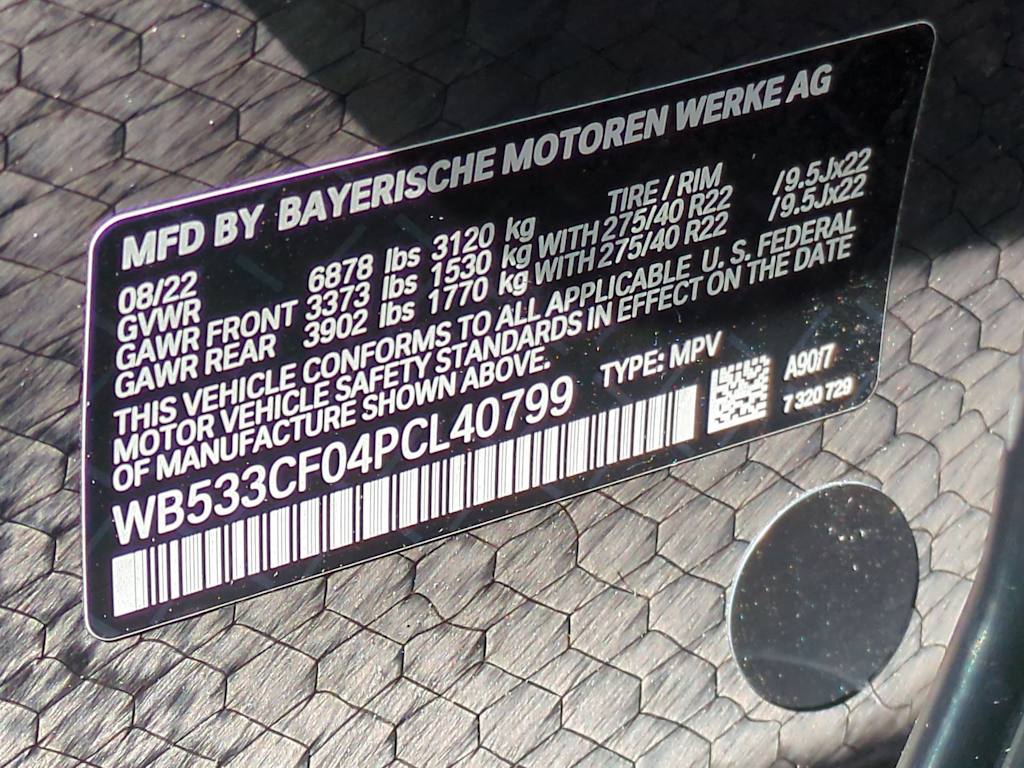 MFD BY BAYERISCHE MOTOREN WERKE AG
08/22 TIRE / RIM
GVWR 6878 lbs 3120 kg
GAWR FRONT 3373 lbs 1530 kg WITH 275/40 R22 /9.5Jx22
GAWR REAR 3902 lbs 1770 kg WITH 275/40 R22 /9.5Jx22
THIS VEHICLE CONFORMS TO ALL APPLICABLE U. S. FEDERAL
MOTOR VEHICLE SAFETY STANDARDS IN EFFECT ON THE DATE
OF MANUFACTURE SHOWN ABOVE.
WB533CF04PCL40799 TYPE: MPV
A90/7
7 320 729